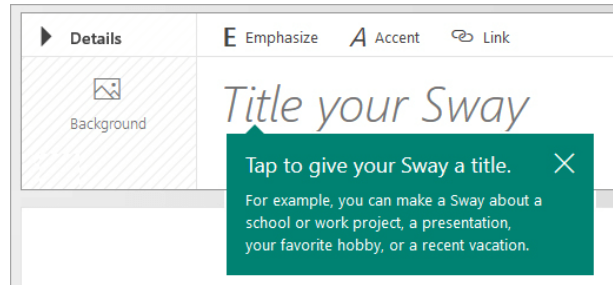 Details
E Emphasize A Accent Link
Background
Title your Sway
Tap to give your Sway a title.
For example, you can make a Sway about a
school or work project, a presentation,
your favorite hobby, or a recent vacation.